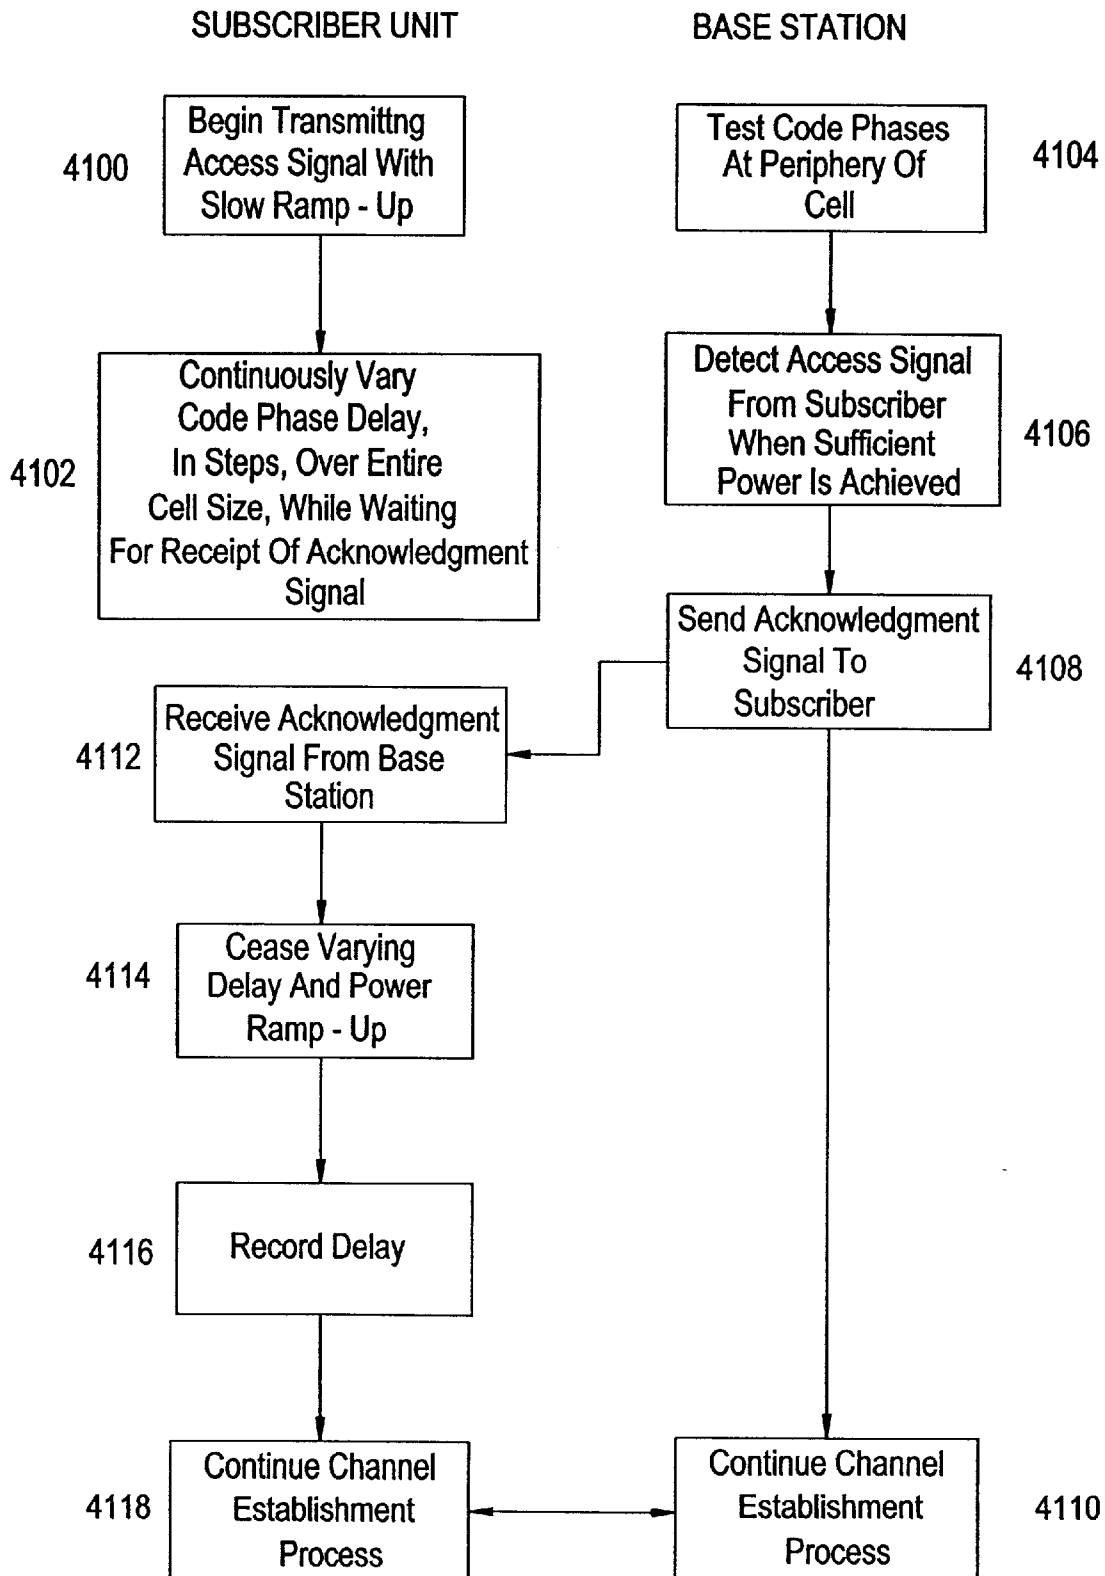 SUBSCRIBER UNIT
BASE STATION
4100
Begin Transmittng
Access Signal With
Slow Ramp - Up
Test Code Phases
At Periphery Of
Cell
4104
4102
Continuously Vary
Code Phase Delay,
In Steps, Over Entire
Cell Size, While Waiting
For Receipt Of Acknowledgment
Signal
Detect Access Signal
From Subscriber
When Sufficient
Power Is Achieved
4106
Send Acknowledgment
Signal To
Subscriber
4108
4112
Receive Acknowledgment
Signal From Base
Station
4114
Cease Varying
Delay And Power
Ramp - Up
4116
Record Delay
4118
Continue Channel
Establishment
Process
Continue Channel
Establishment
Process
4110